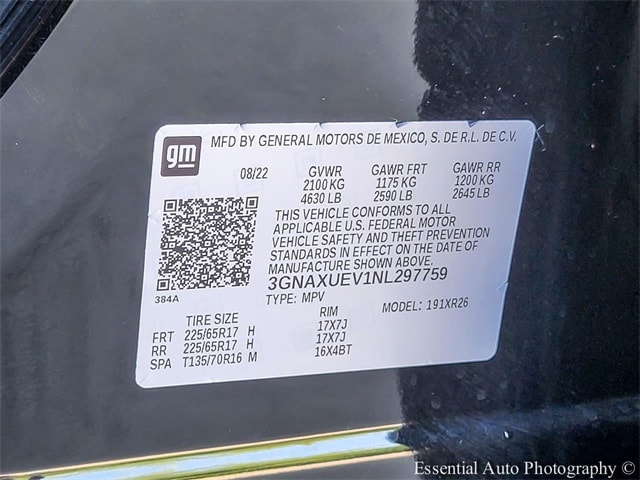 gm
MFD BY GENERAL MOTORS DE MEXICO, S. DE R.L. DE C.V.
08/22 GVWR GAWR FRT GAWR RR
2100 KG 1175 KG 1200 KG
4630 LB 2590 LB 2645 LB
THIS VEHICLE CONFORMS TO ALL
APPLICABLE U.S. FEDERAL MOTOR
VEHICLE SAFETY AND THEFT PREVENTION
STANDARDS IN EFFECT ON THE DATE OF
MANUFACTURE SHOWN ABOVE.
384A
3GNAXUEV1NL297759
TYPE: MPV MODEL: 191XR26
TIRE SIZE RIM
FRT 225/65R17 H 17X7J
RR 225/65R17 H 17X7J
SPA T135/70R16 M 16X4BT
Essential Auto Photography ©